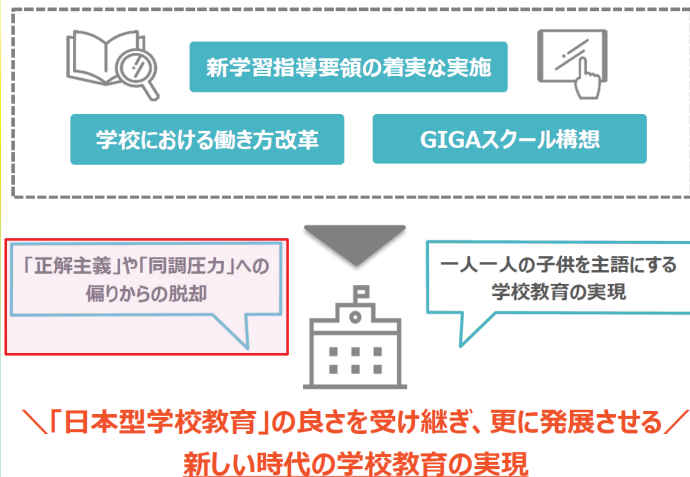 新学習指導要領の着実な実施
学校における働き方改革
GIGAスクール構想
「正解主義」や「同調圧力」への
偏りからの脱却
一人一人の子供を主語にする
学校教育の実現
＼「日本型学校教育」の良さを受け継ぎ、更に発展させる／
新しい時代の学校教育の実現